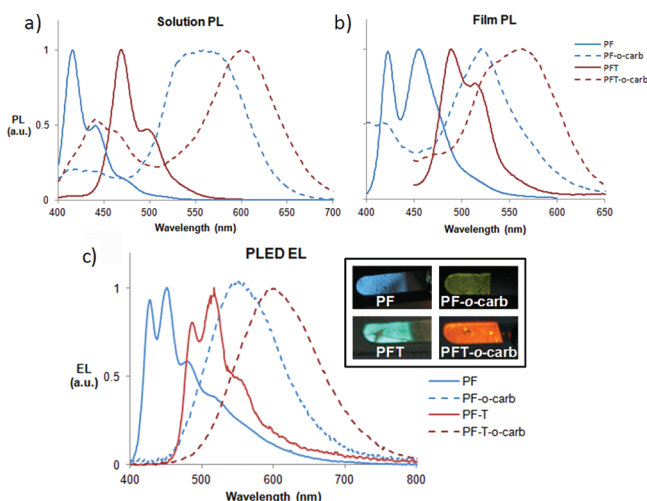 a) Solution PL
1
0.5
0
PL
(a.u.)
400 450 500 550 600 650 700
Wavelength (nm)
b) Film PL
1
0.5
0
400 450 500 550 600 650
Wavelength (nm)
PF
PF-o-carb
PFT
PFT-o-carb
c) PLED EL
1
0.5
0
EL
(a.u.)
400 500 600 700 800
Wavelength (nm)
PF PF-o-carb
PFT PFT-o-carb
PF
PF-o-carb
PF-T
PF-T-o-carb